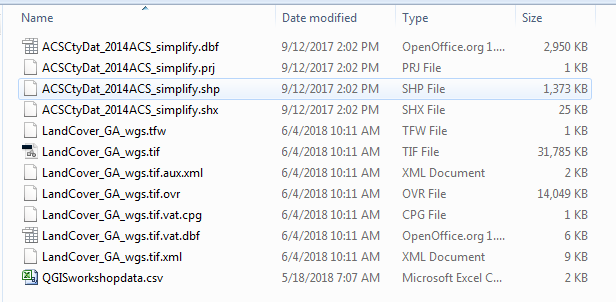 Name Date modified Type Size
ACSCtyDat_2014ACS_simplify.dbf 9/12/2017 2:02 PM OpenOffice.org 1.... 2,950 KB
ACSCtyDat_2014ACS_simplify.prj 9/12/2017 2:02 PM PRJ File 1 KB
ACSCtyDat_2014ACS_simplify.shp 9/12/2017 2:02 PM SHP File 1,373 KB
ACSCtyDat_2014ACS_simplify.shx 9/12/2017 2:02 PM SHX File 25 KB
LandCover_GA_wgs.tfw 6/4/2018 10:11 AM TFW File 1 KB
LandCover_GA_wgs.tif 6/4/2018 10:11 AM TIF File 31,785 KB
LandCover_GA_wgs.tif.aux.xml 6/4/2018 10:11 AM XML Document 2 KB
LandCover_GA_wgs.tif.ovr 6/4/2018 10:11 AM OVR File 14,049 KB
LandCover_GA_wgs.tif.vat.cpg 6/4/2018 10:11 AM CPG File 1 KB
LandCover_GA_wgs.tif.vat.dbf 6/4/2018 10:11 AM OpenOffice.org 1.... 6 KB
LandCover_GA_wgs.tif.xml 6/4/2018 10:11 AM XML Document 9 KB
QGISworkshopdata.csv 5/18/2018 7:07 AM Microsoft Excel C... 2 KB